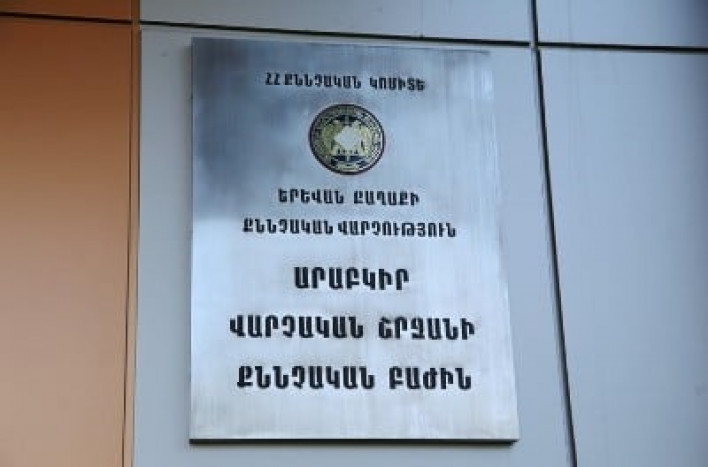 ՀՀ ՔՆՆՉԱԿԱՆ ԿՈՄԻՏԵ
ԵՐԵՎԱՆ ՔԱՂԱՔԻ
ՔՆՆՉԱԿԱՆ ՎԱՐՉՈՒԹՅՈՒՆ
ԱՐԱԲԿԻՐ
ՎԱՐՉԱԿԱՆ ՇՐՋԱՆԻ
ՔՆՆՉԱԿԱՆ ԲԱԺԻՆ